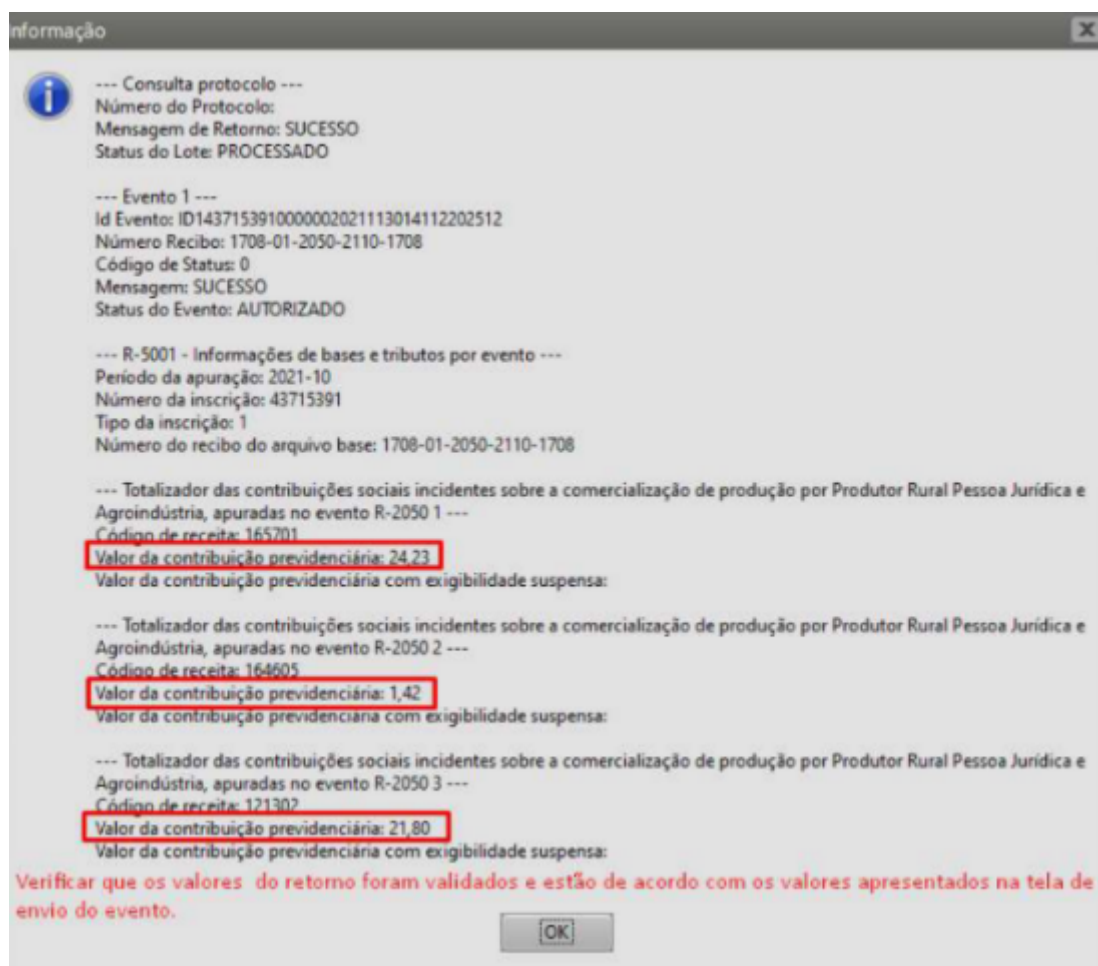 nformação
--- Consulta protocolo ---
Número do Protocolo:
Mensagem de Retorno: SUCESSO
Status do Lote: PROCESSADO
--- Evento 1 ---
Id Evento: ID1437153910000002021113014112202512
Número Recibo: 1708-01-2050-2110-1708
Código de Status: 0
Mensagem: SUCESSO
Status do Evento: AUTORIZADO
--- R-5001 - Informações de bases e tributos por evento ---
Período da apuração: 2021-10
Número da inscrição: 43715391
Tipo da inscrição: 1
Número do recibo do arquivo base: 1708-01-2050-2110-1708
--- Totalizador das contribuições sociais incidentes sobre a comercialização de produção por Produtor Rural Pessoa Jurídica e
Agroindústria, apuradas no evento R-2050 1 ---
Código de receita: 165701
Valor da contribuição previdenciária: 24,23
Valor da contribuição previdenciária com exigibilidade suspensa:
--- Totalizador das contribuições sociais incidentes sobre a comercialização de produção por Produtor Rural Pessoa Jurídica e
Agroindústria, apuradas no evento R-2050 2 ---
Código de receita: 164605
Valor da contribuição previdenciária: 1,42
Valor da contribuição previdenciária com exigibilidade suspensa:
--- Totalizador das contribuições sociais incidentes sobre a comercialização de produção por Produtor Rural Pessoa Jurídica e
Agroindústria, apuradas no evento R-2050 3 ---
Código de receita: 121302
Valor da contribuição previdenciária: 21,80
Valor da contribuição previdenciária com exigibilidade suspensa:
Verificar que os valores do retorno foram validados e estão de acordo com os valores apresentados na tela de
envio do evento.
OK